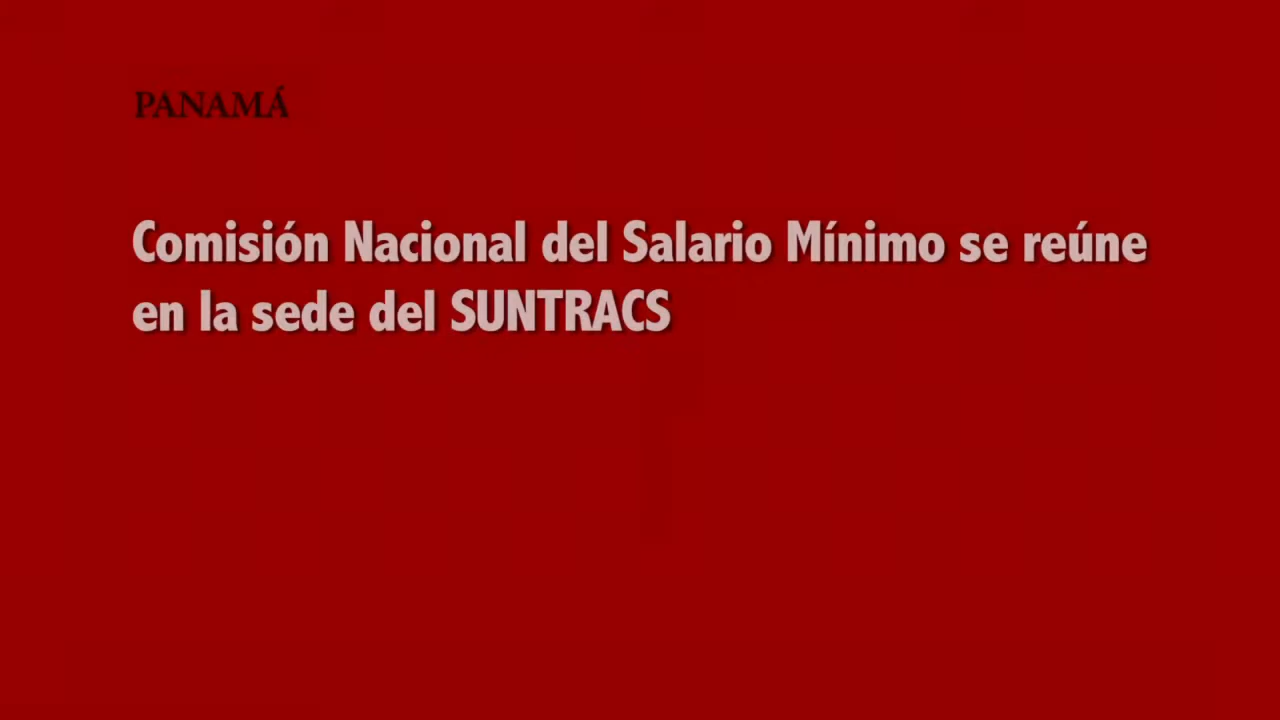 PANAMÁ
Comisión Nacional del Salario Mínimo se reúne
en la sede del SUNTRACS